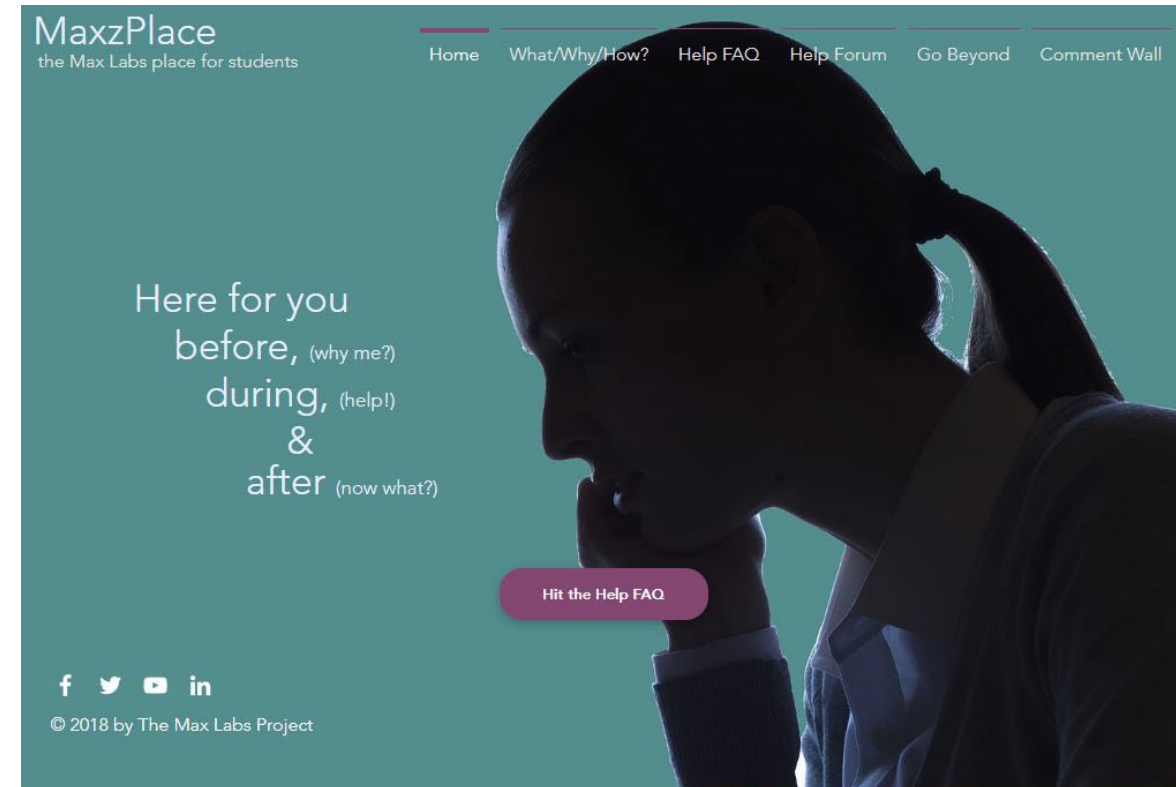 MaxzPlace
the Max Labs place for students
Home What/Why/How? Help FAQ Help Forum Go Beyond Comment Wall
Here for you
before, (why me?)
during, (help!)
&
after (now what?)
Hit the Help FAQ
© 2018 by The Max Labs Project